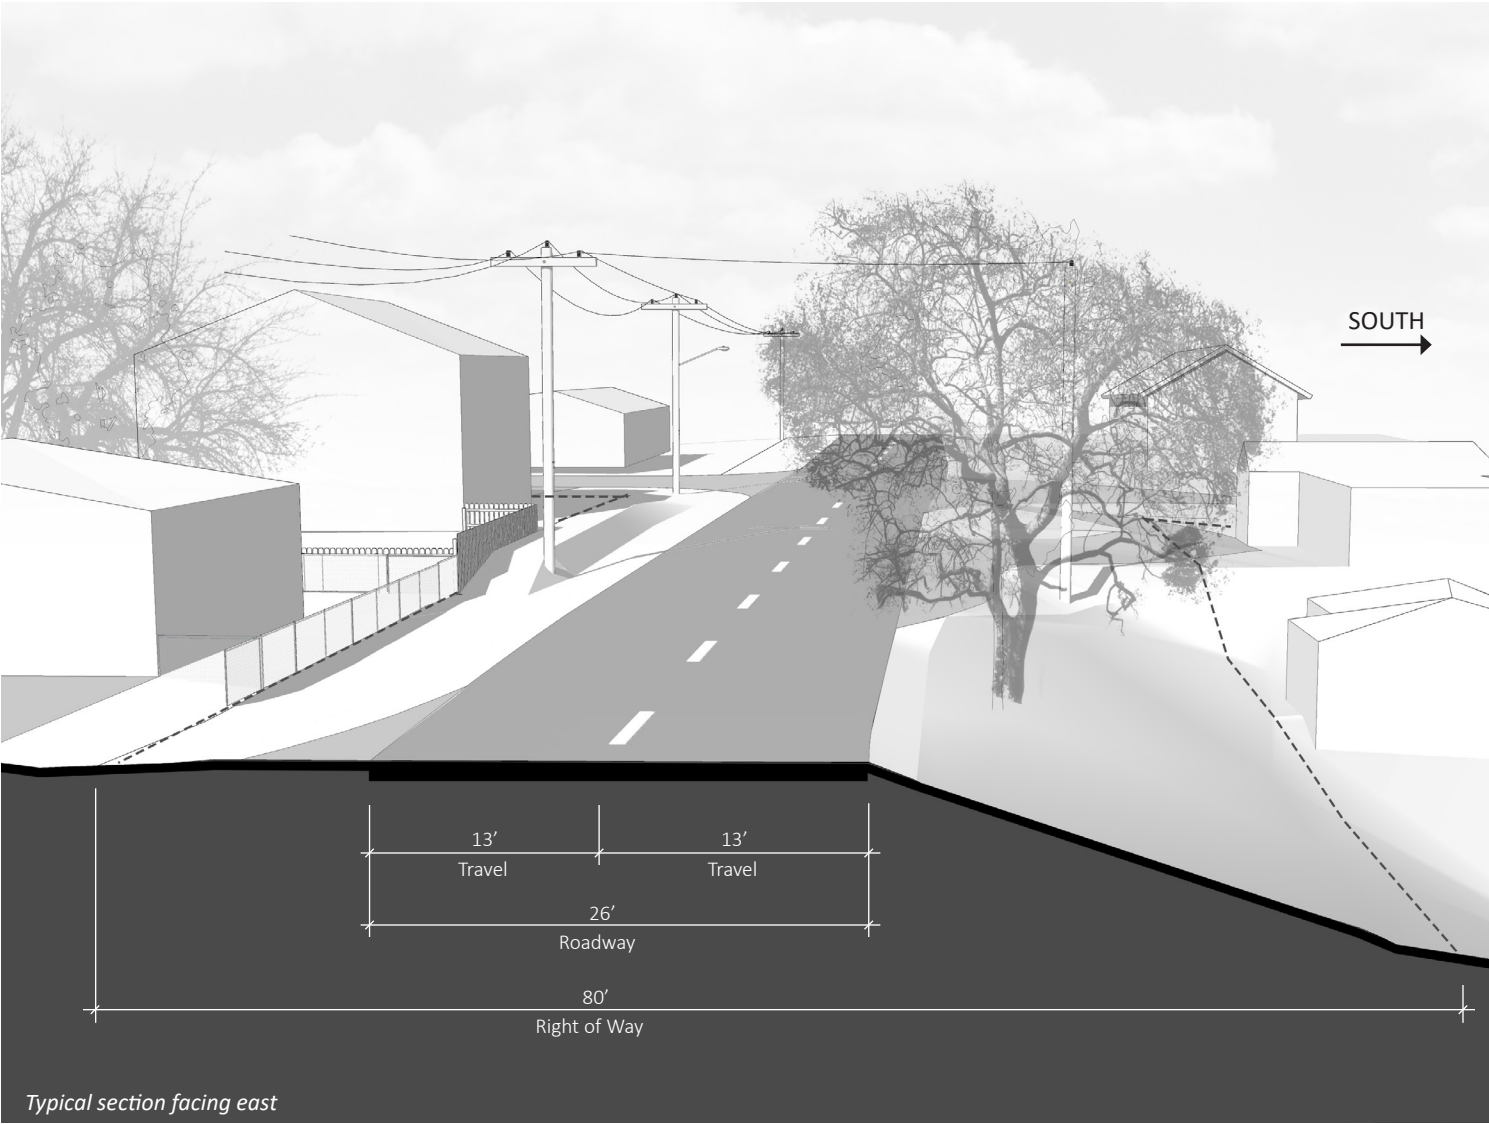 SOUTH
13’
13’
Travel
Travel
26’
Roadway
80’
Right of Way
Typical section facing east